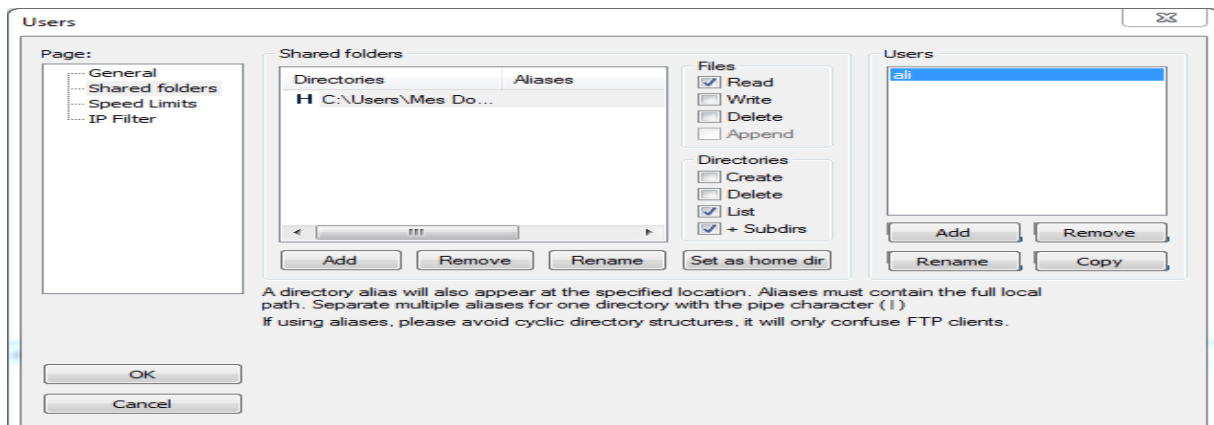 Users
Page:
General
Shared folders
Speed Limits
IP Filter
OK
Cancel
Shared folders
Directories Aliases
H C:\Users\Mes Do...
Add Remove Rename
Files
Read
Write
Delete
Append
Directories
Create
Delete
List
+ Subdirs
Set as home dir
Users
ali
Add Remove
Rename Copy
A directory alias will also appear at the specified location. Aliases must contain the full local
path. Separate multiple aliases for one directory with the pipe character (|)
If using aliases, please avoid cyclic directory structures, it will only confuse FTP clients.